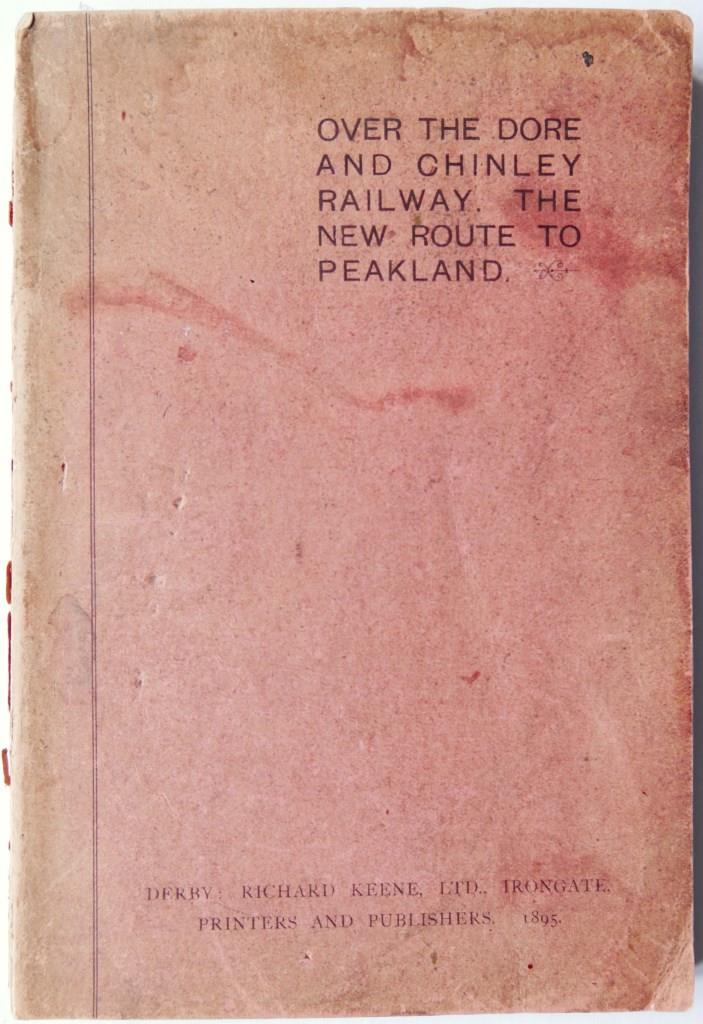 OVER THE DORE
AND CHINLEY
RAILWAY. THE
NEW ROUTE TO
PEAKLAND.
DERBY: RICHARD KEENE, LTD., IRONGATE,
PRINTERS AND PUBLISHERS. 1895.